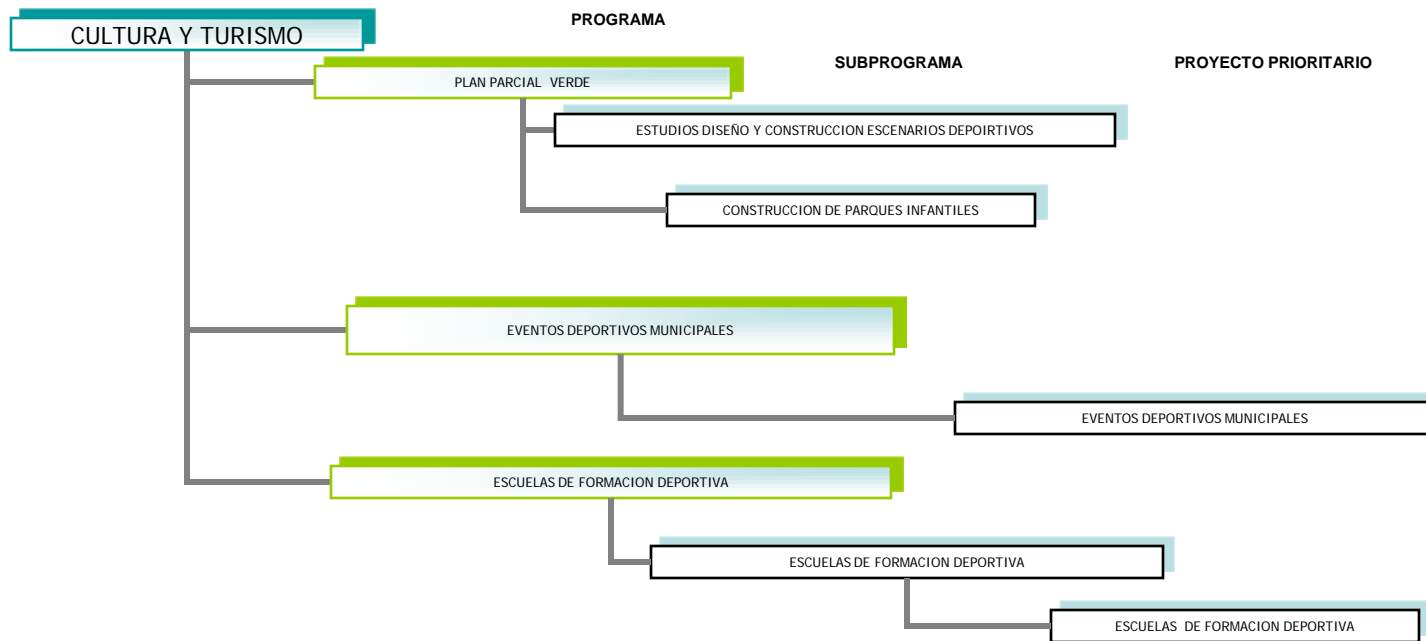 PROGRAMA
CULTURA Y TURISMO
SUBPROGRAMA
PROYECTO PRIORITARIO
PLAN PARCIAL VERDE
ESTUDIOS DISEÑO Y CONSTRUCCION ESCENARIOS DEPOIRTIVOS
CONSTRUCCION DE PARQUES INFANTILES
EVENTOS DEPORTIVOS MUNICIPALES
EVENTOS DEPORTIVOS MUNICIPALES
ESCUELAS DE FORMACION DEPORTIVA
ESCUELAS DE FORMACION DEPORTIVA
ESCUELAS DE FORMACION DEPORTIVA